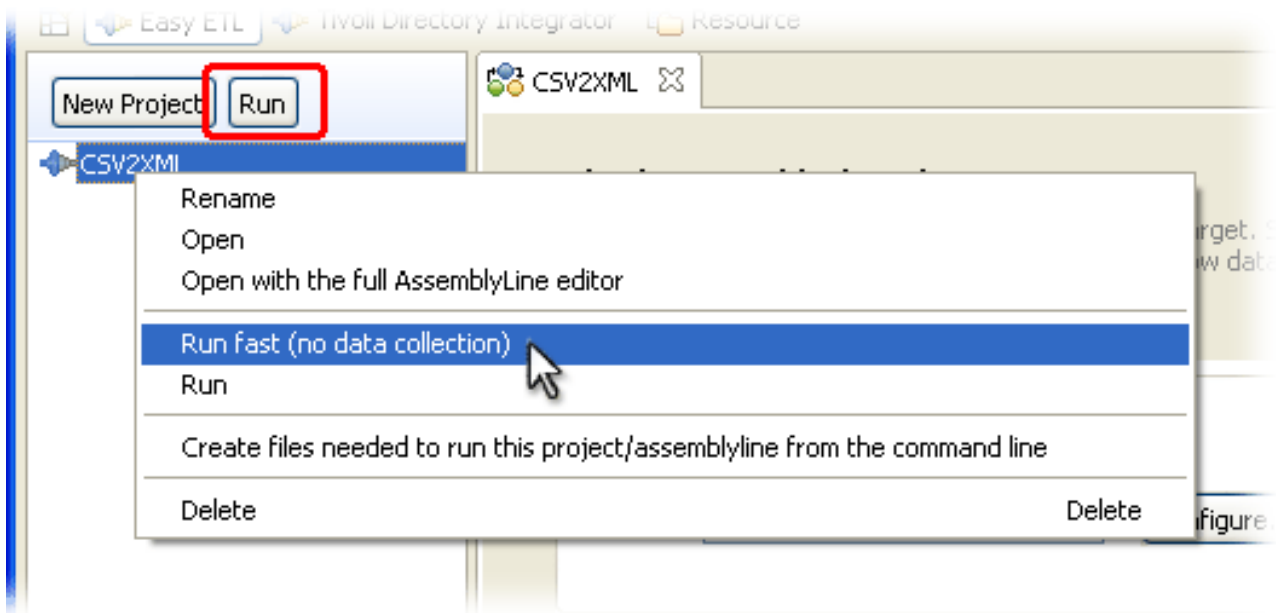 Easy ETL Tivoli Directory Integrator Resource
New Project Run
CSV2XML
CSV2XML
Rename
Open
Open with the full AssemblyLine editor
Run fast (no data collection)
Run
Create files needed to run this project/assemblyline from the command line
Delete Delete